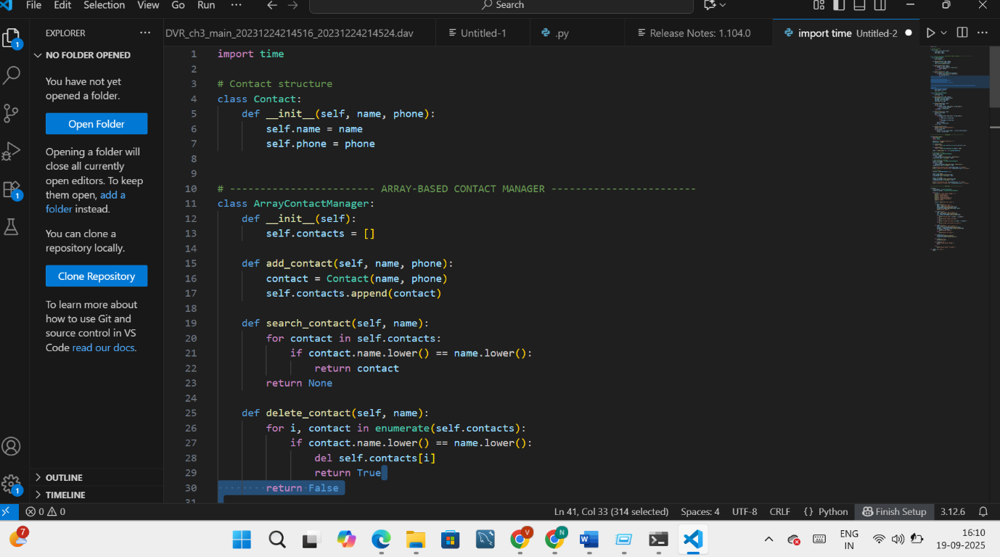 File Edit Selection View Go Run ··· Search
EXPLORER ···
DVR_ch3_main_20231224214516_20231224214524.dav
Untitled-1
.py
Release Notes: 1.104.0
import time Untitled-2
NO FOLDER OPENED
You have not yet
opened a folder.
Open Folder
Opening a folder will
close all currently
open editors. To keep
them open, add a
folder instead.
You can clone a
repository locally.
Clone Repository
To learn more about
how to use Git and
source control in VS
Code read our docs.
OUTLINE
TIMELINE
1
1
1
1 import time
2
3 # Contact structure
4 class Contact:
5 def __init__(self, name, phone):
6 self.name = name
7 self.phone = phone
8
9
10 # ------------------------ ARRAY-BASED CONTACT MANAGER ------------------------
11 class ArrayContactManager:
12 def __init__(self):
13 self.contacts = []
14
15 def add_contact(self, name, phone):
16 contact = Contact(name, phone)
17 self.contacts.append(contact)
18
19 def search_contact(self, name):
20 for contact in self.contacts:
21 if contact.name.lower() == name.lower():
22 return contact
23 return None
24
25 def delete_contact(self, name):
26 for i, contact in enumerate(self.contacts):
27 if contact.name.lower() == name.lower():
28 del self.contacts[i]
29 return True
30 return False
31
0 0 Ln 41, Col 33 (314 selected) Spaces: 4 UTF-8 CRLF {} Python Finish Setup 3.12.6
7
V
N
ENG
IN
16:10
19-09-2025